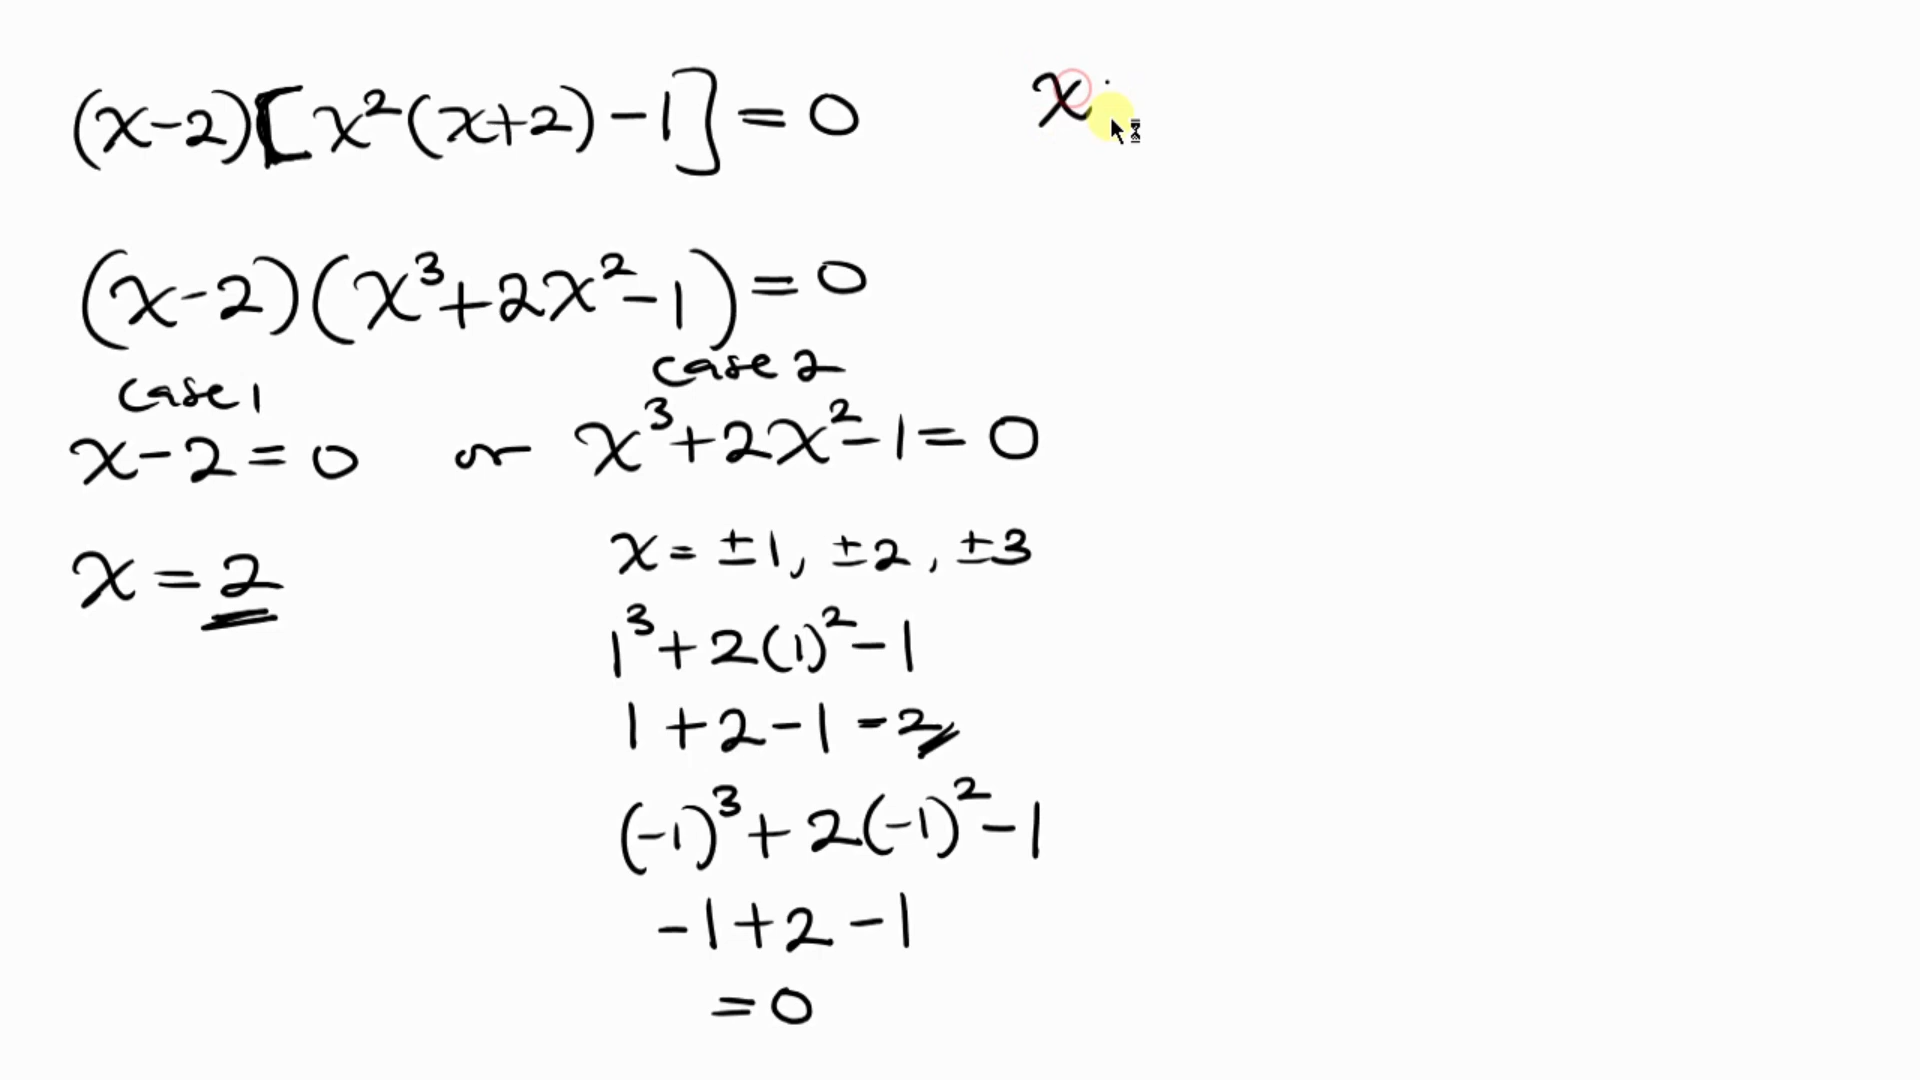 (x-2)[x²(x+2)-1]=0
x
(x-2)(x³+2x²-1)=0
case 1
case 2
x-2=0 or x³+2x²-1=0
x=2
x=±1, ±2, ±3
1³+2(1)²-1
1+2-1=2
(-1)³+2(-1)²-1
-1+2-1
=0